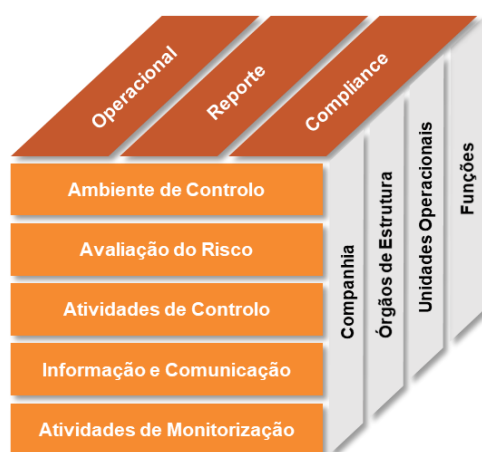 Operacional
Reporte
Compliance
Ambiente de Controlo
Avaliação do Risco
Atividades de Controlo
Informação e Comunicação
Atividades de Monitorização
Companhia
Órgãos de Estrutura
Unidades Operacionais
Funções